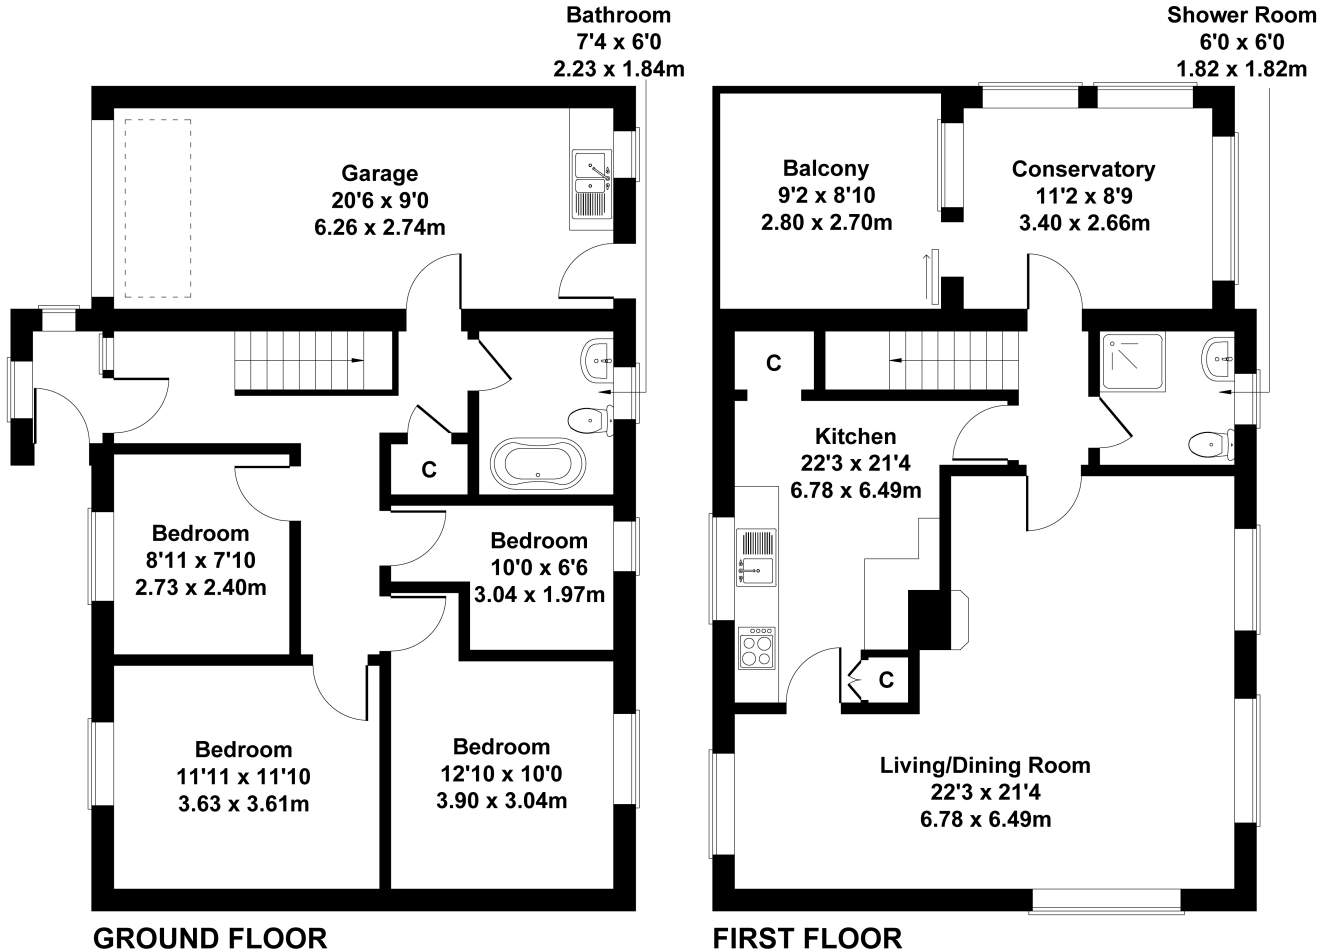 Bathroom
7'4 x 6'0
2.23 x 1.84m
Shower Room
6'0 x 6'0
1.82 x 1.82m
Garage
20'6 x 9'0
6.26 x 2.74m
Balcony
9'2 x 8'10
2.80 x 2.70m
Conservatory
11'2 x 8'9
3.40 x 2.66m
C
C
Kitchen
22'3 x 21'4
6.78 x 6.49m
Bedroom
8'11 x 7'10
2.73 x 2.40m
Bedroom
10'0 x 6'6
3.04 x 1.97m
C
Bedroom
11'11 x 11'10
3.63 x 3.61m
Bedroom
12'10 x 10'0
3.90 x 3.04m
Living/Dining Room
22'3 x 21'4
6.78 x 6.49m
GROUND FLOOR
FIRST FLOOR